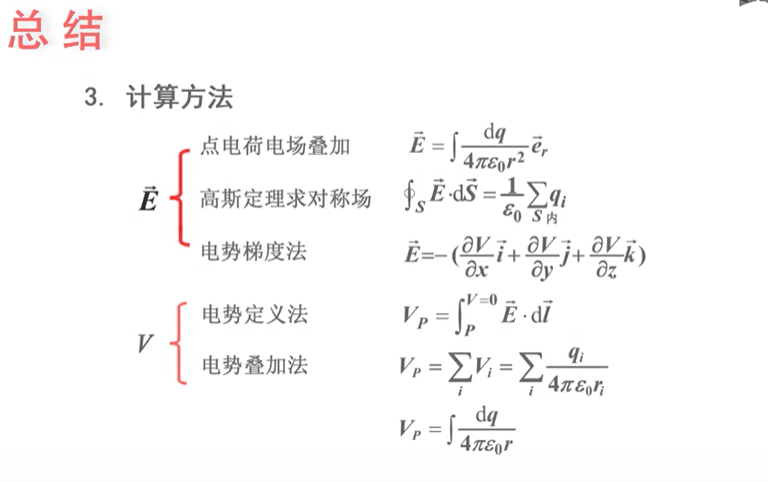 总结
3. 计算方法
点电荷电场叠加 $\vec{E} = \int \frac{\mathrm{d}q}{4\pi\varepsilon_0 r^2} \vec{e}_r$
$\vec{E}$ 高斯定理求对称场 $\oint_S \vec{E} \cdot \mathrm{d}\vec{S} = \frac{1}{\varepsilon_0} \sum_{S内} q_i$
电势梯度法 $\vec{E} = -(\frac{\partial V}{\partial x}\vec{i} + \frac{\partial V}{\partial y}\vec{j} + \frac{\partial V}{\partial z}\vec{k})$
电势定义法 $V_P = \int_P^{V=0} \vec{E} \cdot \mathrm{d}\vec{l}$
V
电势叠加法 $V_P = \sum_i V_i = \sum_i \frac{q_i}{4\pi\varepsilon_0 r_i}$
$V_P = \int \frac{\mathrm{d}q}{4\pi\varepsilon_0 r}$